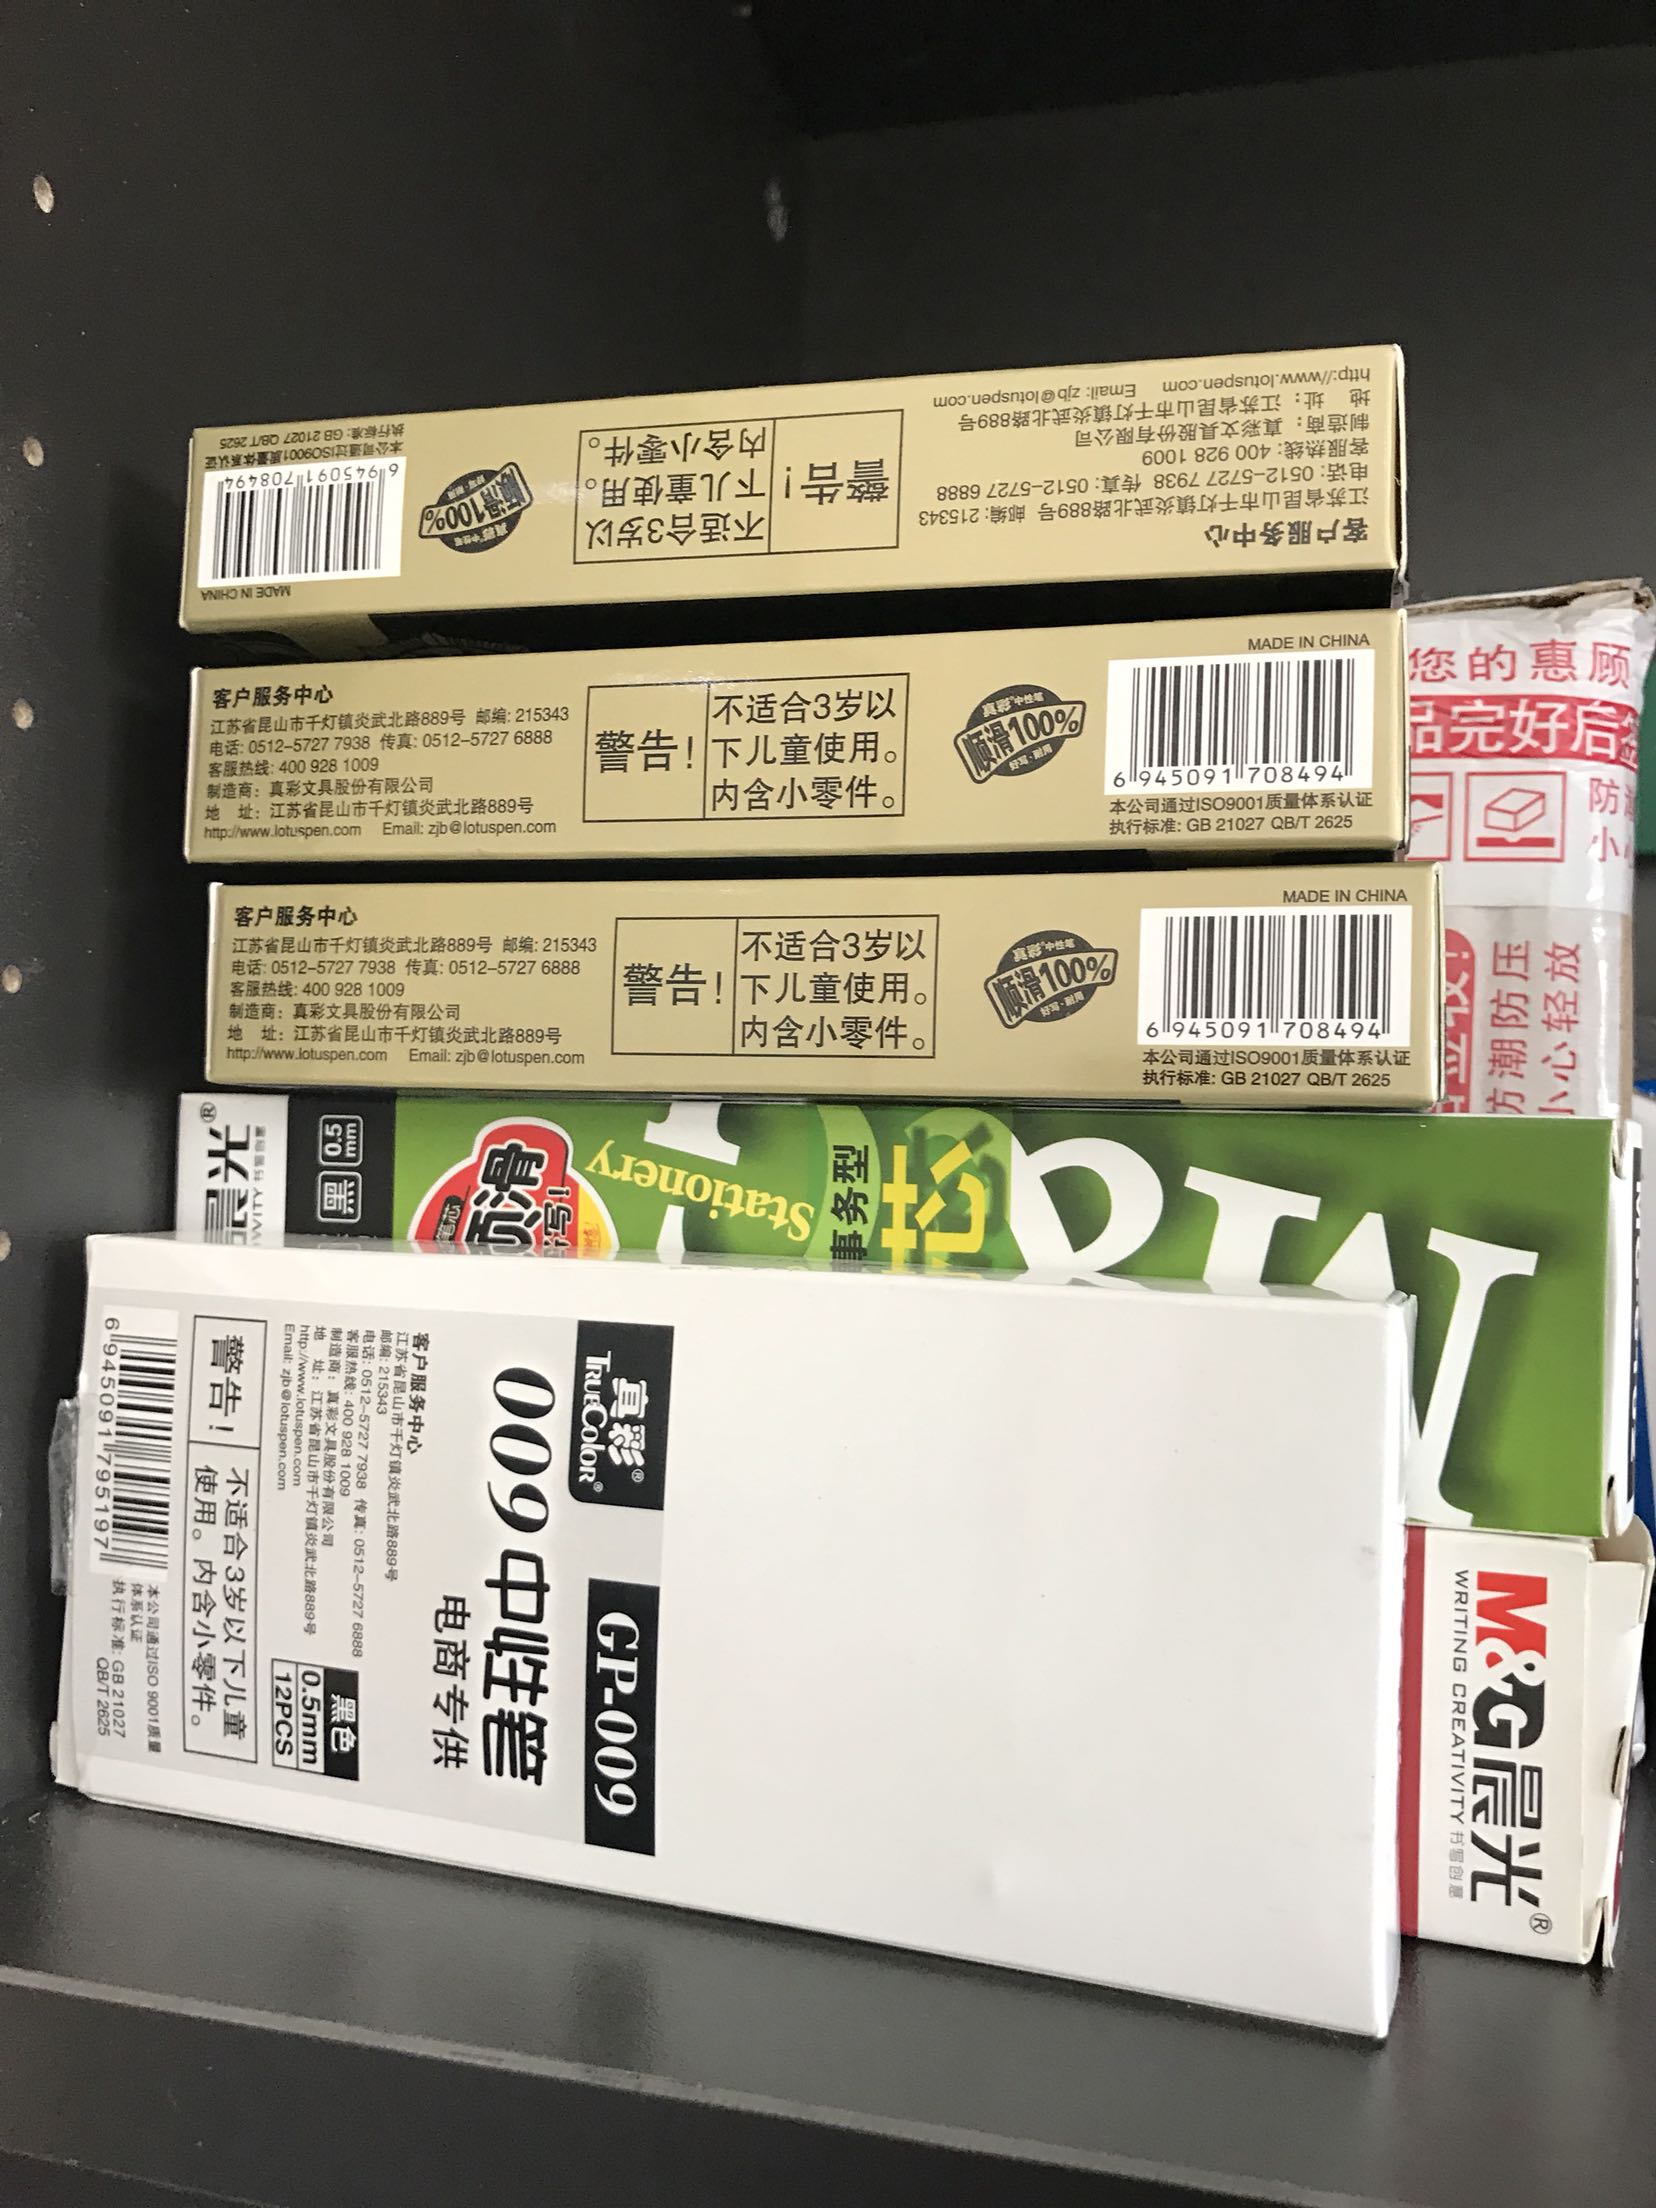 http://www.lotuspen.com Email: zjb@lotuspen.com
地 址：江苏省昆山市千灯镇炎武北路889号
制造商：真彩文具股份有限公司
客服热线: 400 928 1009
电话: 0512-5727 7938 传真: 0512-5727 6888
江苏省昆山市千灯镇炎武北路889号 邮编: 215343
客户服务中心
警告!
不适合3岁以
下儿童使用。
内含小零件。
真彩®中性笔
顺滑100%
好写·耐用
执行标准: GB 21027 QB/T 2625
本公司通过ISO9001质量体系认证
6 945091 708494
MADE IN CHINA
客户服务中心
江苏省昆山市千灯镇炎武北路889号 邮编: 215343
电话: 0512-5727 7938 传真: 0512-5727 6888
客服热线: 400 928 1009
制造商：真彩文具股份有限公司
地 址：江苏省昆山市千灯镇炎武北路889号
http://www.lotuspen.com Email: zjb@lotuspen.com
警告!
不适合3岁以
下儿童使用。
内含小零件。
真彩®中性笔
顺滑100%
好写·耐用
MADE IN CHINA
6 945091 708494
本公司通过ISO9001质量体系认证
执行标准: GB 21027 QB/T 2625
客户服务中心
江苏省昆山市千灯镇炎武北路889号 邮编: 215343
电话: 0512-5727 7938 传真: 0512-5727 6888
客服热线: 400 928 1009
制造商：真彩文具股份有限公司
地 址：江苏省昆山市千灯镇炎武北路889号
http://www.lotuspen.com Email: zjb@lotuspen.com
警告!
不适合3岁以
下儿童使用。
内含小零件。
真彩®中性笔
顺滑100%
好写·耐用
MADE IN CHINA
6 945091 708494
本公司通过ISO9001质量体系认证
执行标准: GB 21027 QB/T 2625
您的惠顾
品完好后
防潮防压
小心轻放
光®
0.5mm
黑
滑
写!
Stationery
事务型
芯
M&
真彩®
TRUECOLOR®
GP-009
009中性笔
电商专供
客户服务中心
江苏省昆山市千灯镇炎武北路889号
邮编: 215343
电话: 0512-5727 7938 传真: 0512-5727 6888
客服热线: 400 928 1009
制造商：真彩文具股份有限公司
地 址：江苏省昆山市千灯镇炎武北路889号
http://www.lotuspen.com
Email: zjb@lotuspen.com
黑色
0.5mm
12PCS
警告!
不适合3岁以下儿童
使用。内含小零件。
6 945091 795197
本公司通过ISO 9001质量
体系认证
执行标准: GB 21027
QB/T 2625
M&G晨光®
WRITING CREATIVITY 书写创意